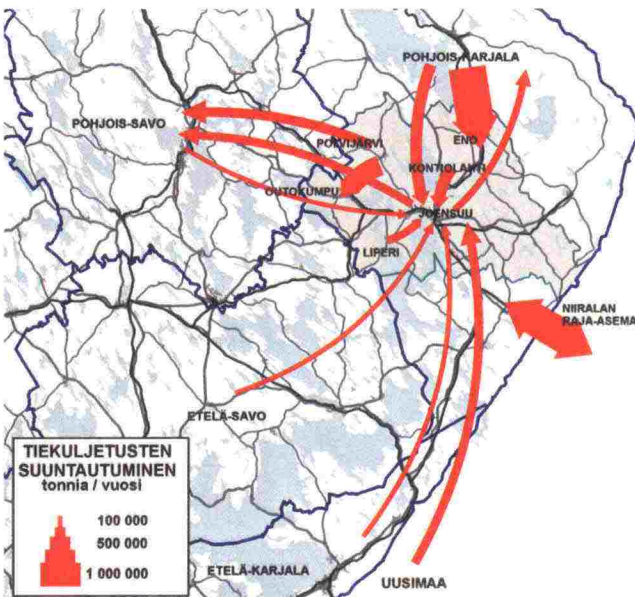 POHJOIS-KARJALA
POHJOIS-SAVO
POLVIJÄRVI
ENO
KONTIOLAHTI
OUTOKUMPU
JOENSUU
LIPERI
NIIRALAN
RAJA-ASEMA
ETELÄ-SAVO
TIEKULJETUSTEN
SUUNTAUTUMINEN
tonnia / vuosi
100 000
500 000
1 000 000
ETELÄ-KARJALA
UUSIMAA